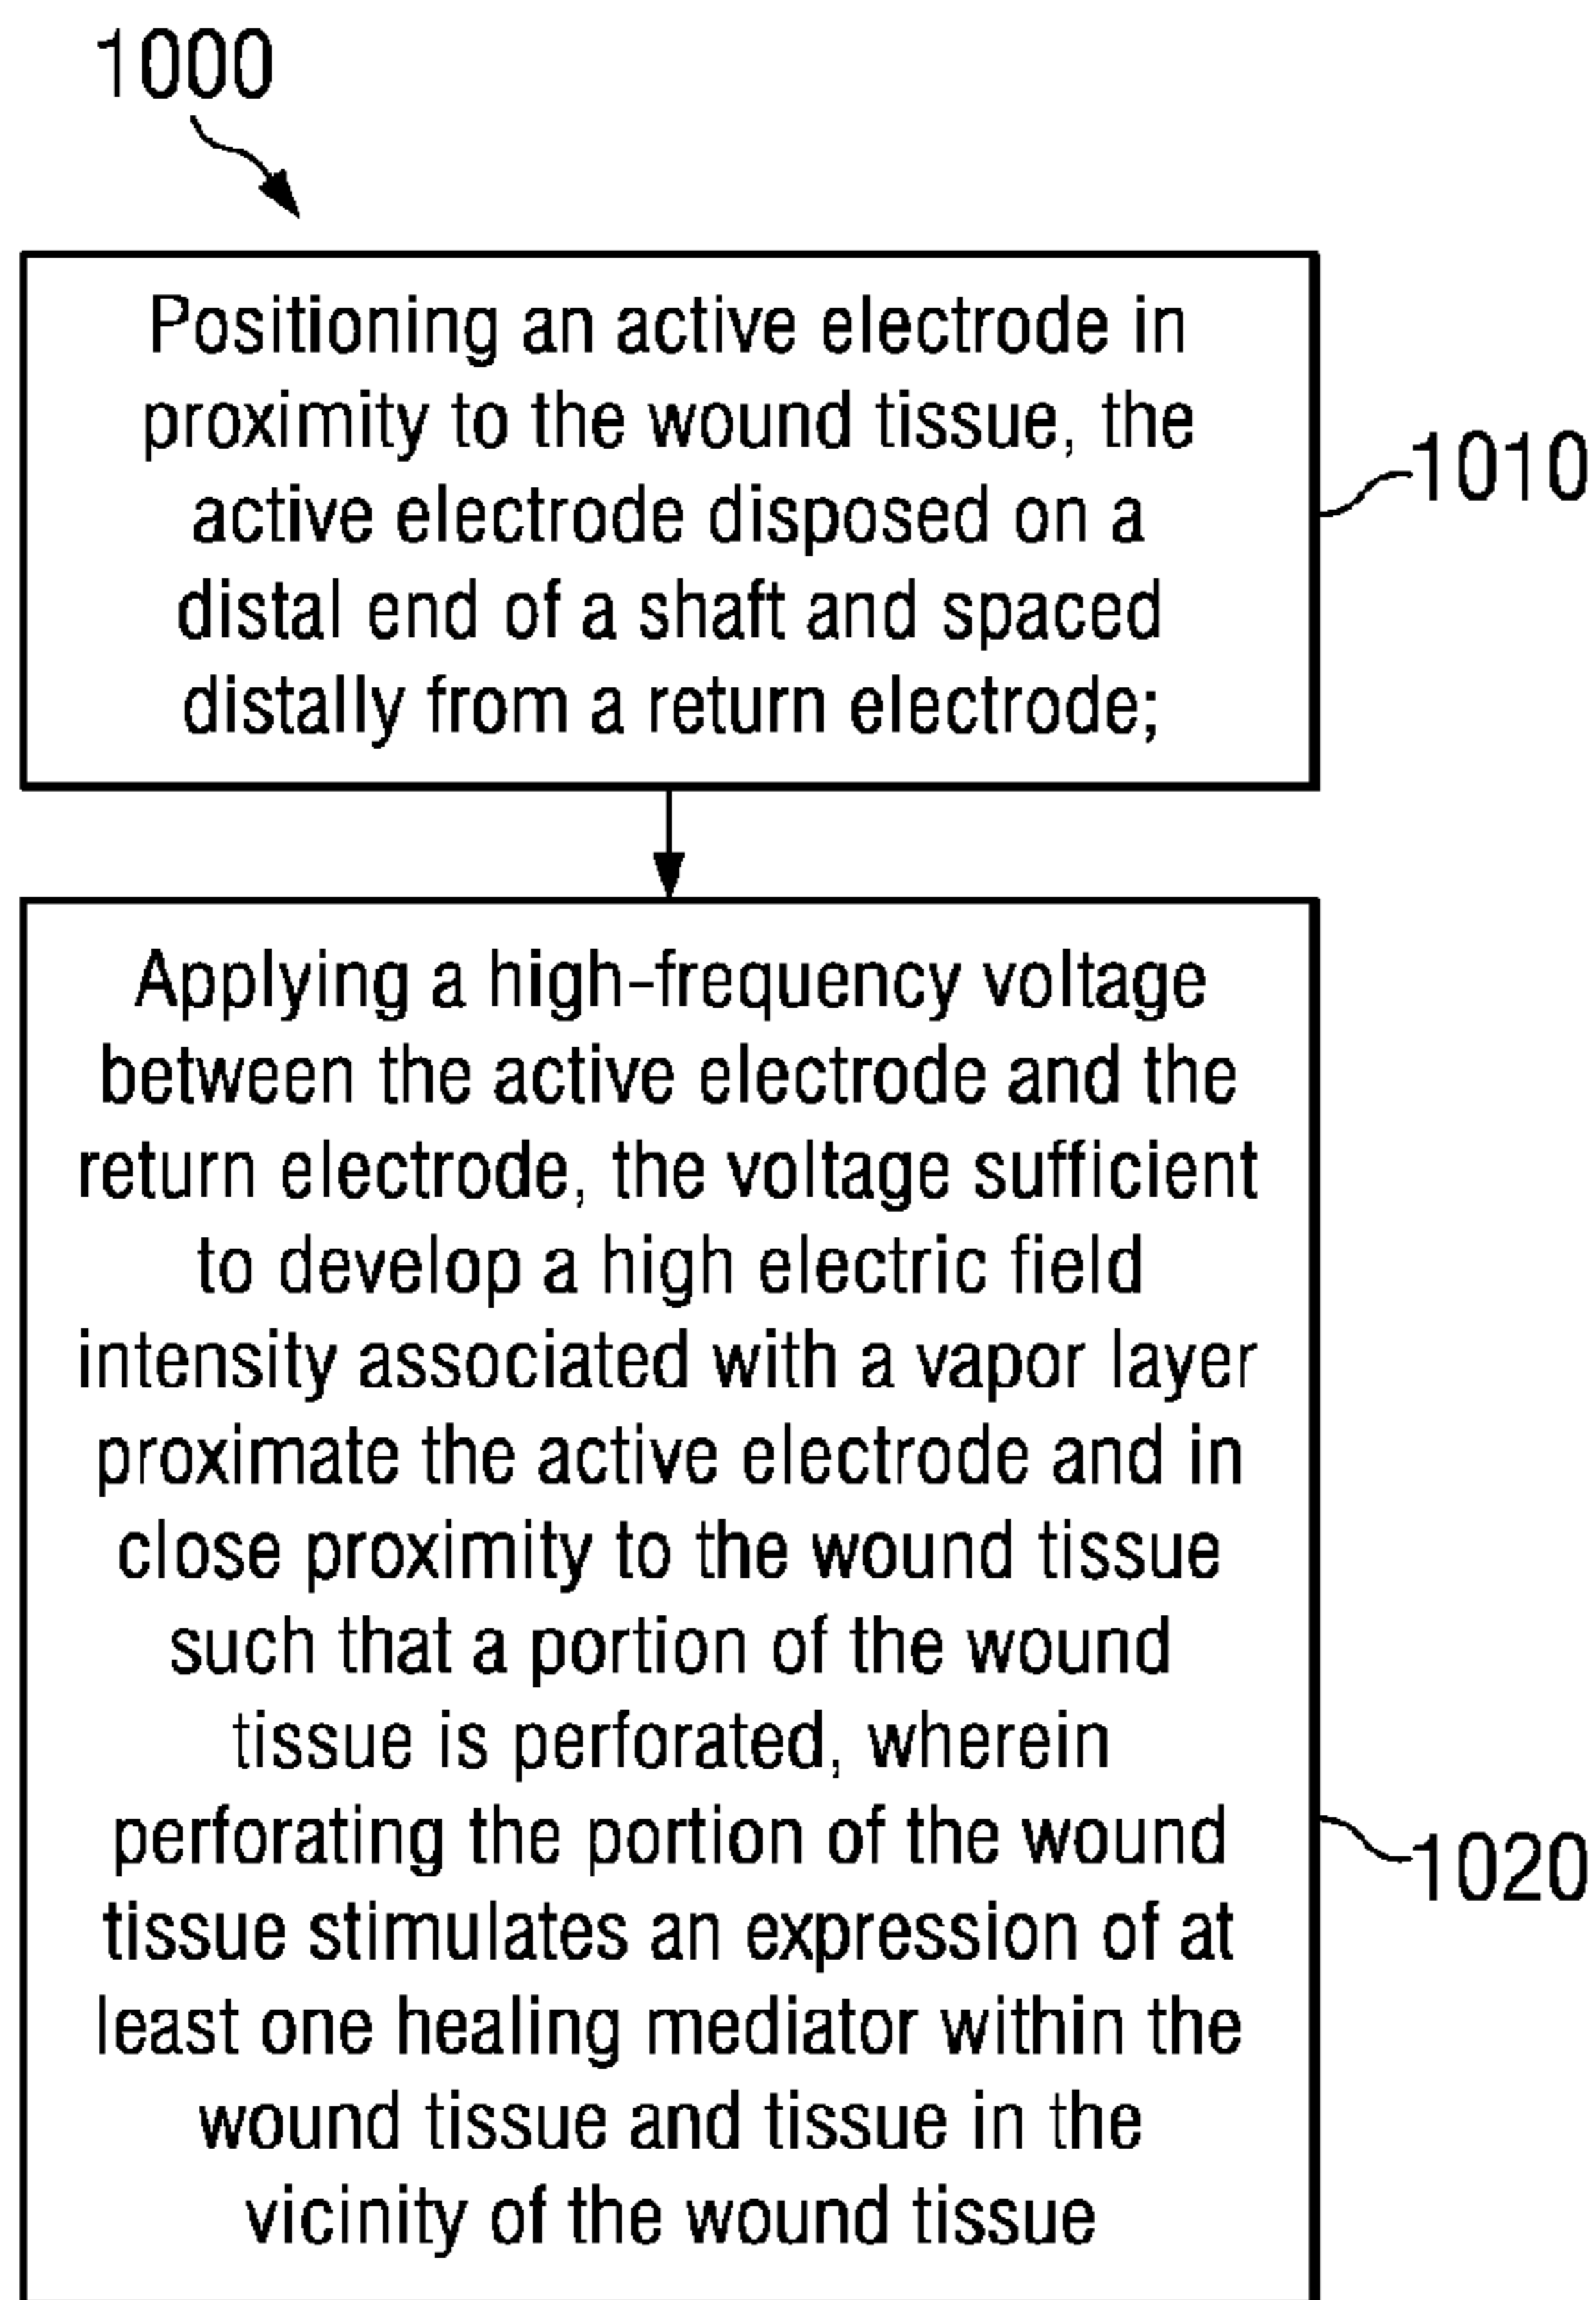 1000
Positioning an active electrode in
proximity to the wound tissue, the
active electrode disposed on a
distal end of a shaft and spaced
distally from a return electrode;
1010
Applying a high-frequency voltage
between the active electrode and the
return electrode, the voltage sufficient
to develop a high electric field
intensity associated with a vapor layer
proximate the active electrode and in
close proximity to the wound tissue
such that a portion of the wound
tissue is perforated, wherein
perforating the portion of the wound
tissue stimulates an expression of at
least one healing mediator within the
wound tissue and tissue in the
vicinity of the wound tissue
1020